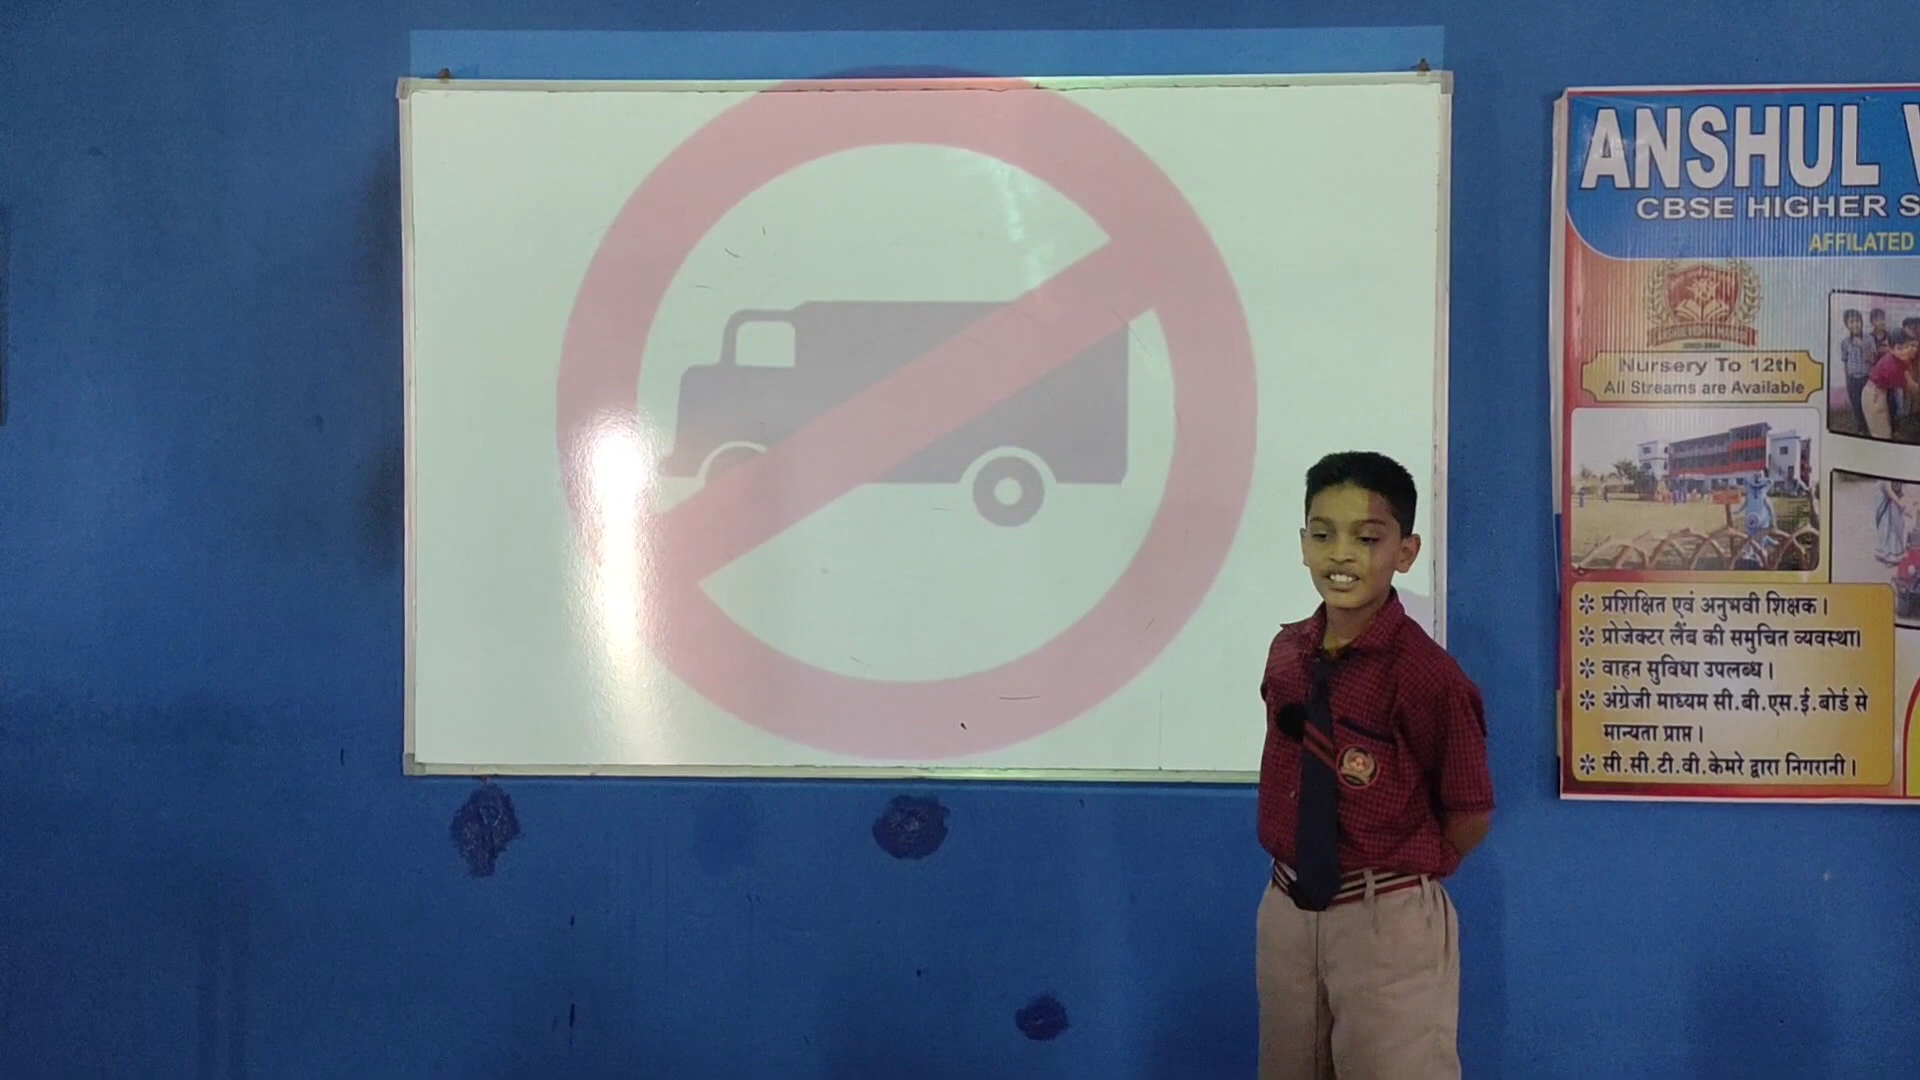 ANSHUL
CBSE HIGHER
AFFILATED
Nursery To 12th
All Streams are Available
❇ प्रशिक्षित एवं अनुभवी शिक्षक।
❇ प्रोजेक्टर लैंब की समुचित व्यवस्था।
❇ वाहन सुविधा उपलब्ध।
❇ अंग्रेजी माध्यम सी.बी.एस.ई.बोर्ड से
मान्यता प्राप्त।
❇ सी.सी.टी.वी.केमरे द्वारा निगरानी।